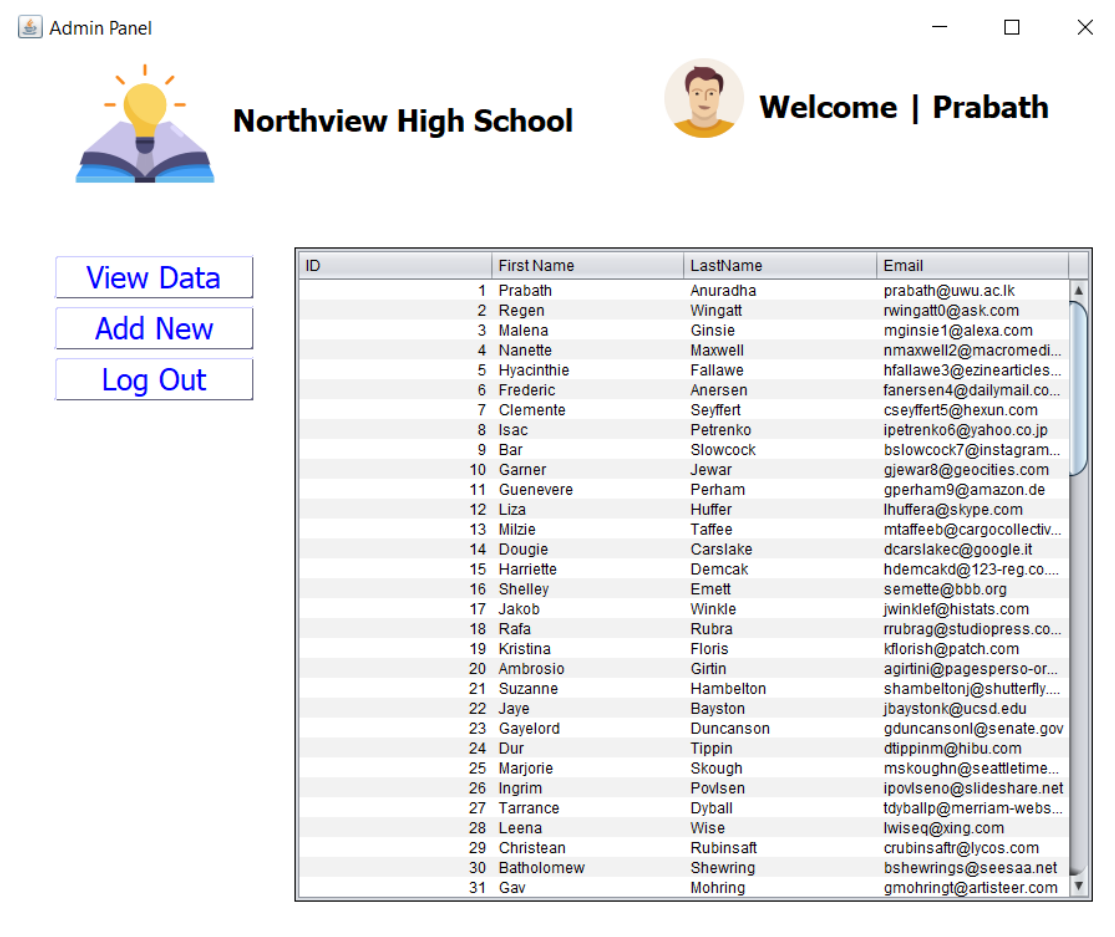 Admin Panel
Northview High School
Welcome | Prabath
View Data
Add New
Log Out
ID First Name LastName Email
1 Prabath Anuradha prabath@uwu.ac.lk
2 Regen Wingatt rwingatt0@ask.com
3 Malena Ginsie mginsie1@alexa.com
4 Nanette Maxwell nmaxwell2@macromedi...
5 Hyacinthie Fallawe hfallawe3@ezinearticles...
6 Frederic Anersen fanersen4@dailymail.co...
7 Clemente Seyffert cseyffert5@hexun.com
8 Isac Petrenko ipetrenko6@yahoo.co.jp
9 Bar Slowcock bslowcock7@instagram...
10 Garner Jewar gjewar8@geocities.com
11 Guenevere Perham gperham9@amazon.de
12 Liza Huffer lhuffera@skype.com
13 Milzie Taffee mtaffeeb@cargocollectiv...
14 Dougie Carslake dcarslakec@google.it
15 Harriette Demcak hdemcakd@123-reg.co....
16 Shelley Emett semette@bbb.org
17 Jakob Winkle jwinklef@histats.com
18 Rafa Rubra rrubrag@studiopress.co...
19 Kristina Floris kflorish@patch.com
20 Ambrosio Girtin agirtini@pagesperso-or...
21 Suzanne Hambelton shambeltonj@shutterfly....
22 Jaye Bayston jbaystonk@ucsd.edu
23 Gayelord Duncanson gduncansonl@senate.gov
24 Dur Tippin dtippinm@hibu.com
25 Marjorie Skough mskoughn@seattletime...
26 Ingrim Povlsen ipovlseno@slideshare.net
27 Tarrance Dyball tdyballp@merriam-webs...
28 Leena Wise lwiseq@xing.com
29 Christean Rubinsaft crubinsaftr@lycos.com
30 Batholomew Shewring bshewrings@seesaa.net
31 Gav Mohring gmohringt@artisteer.com